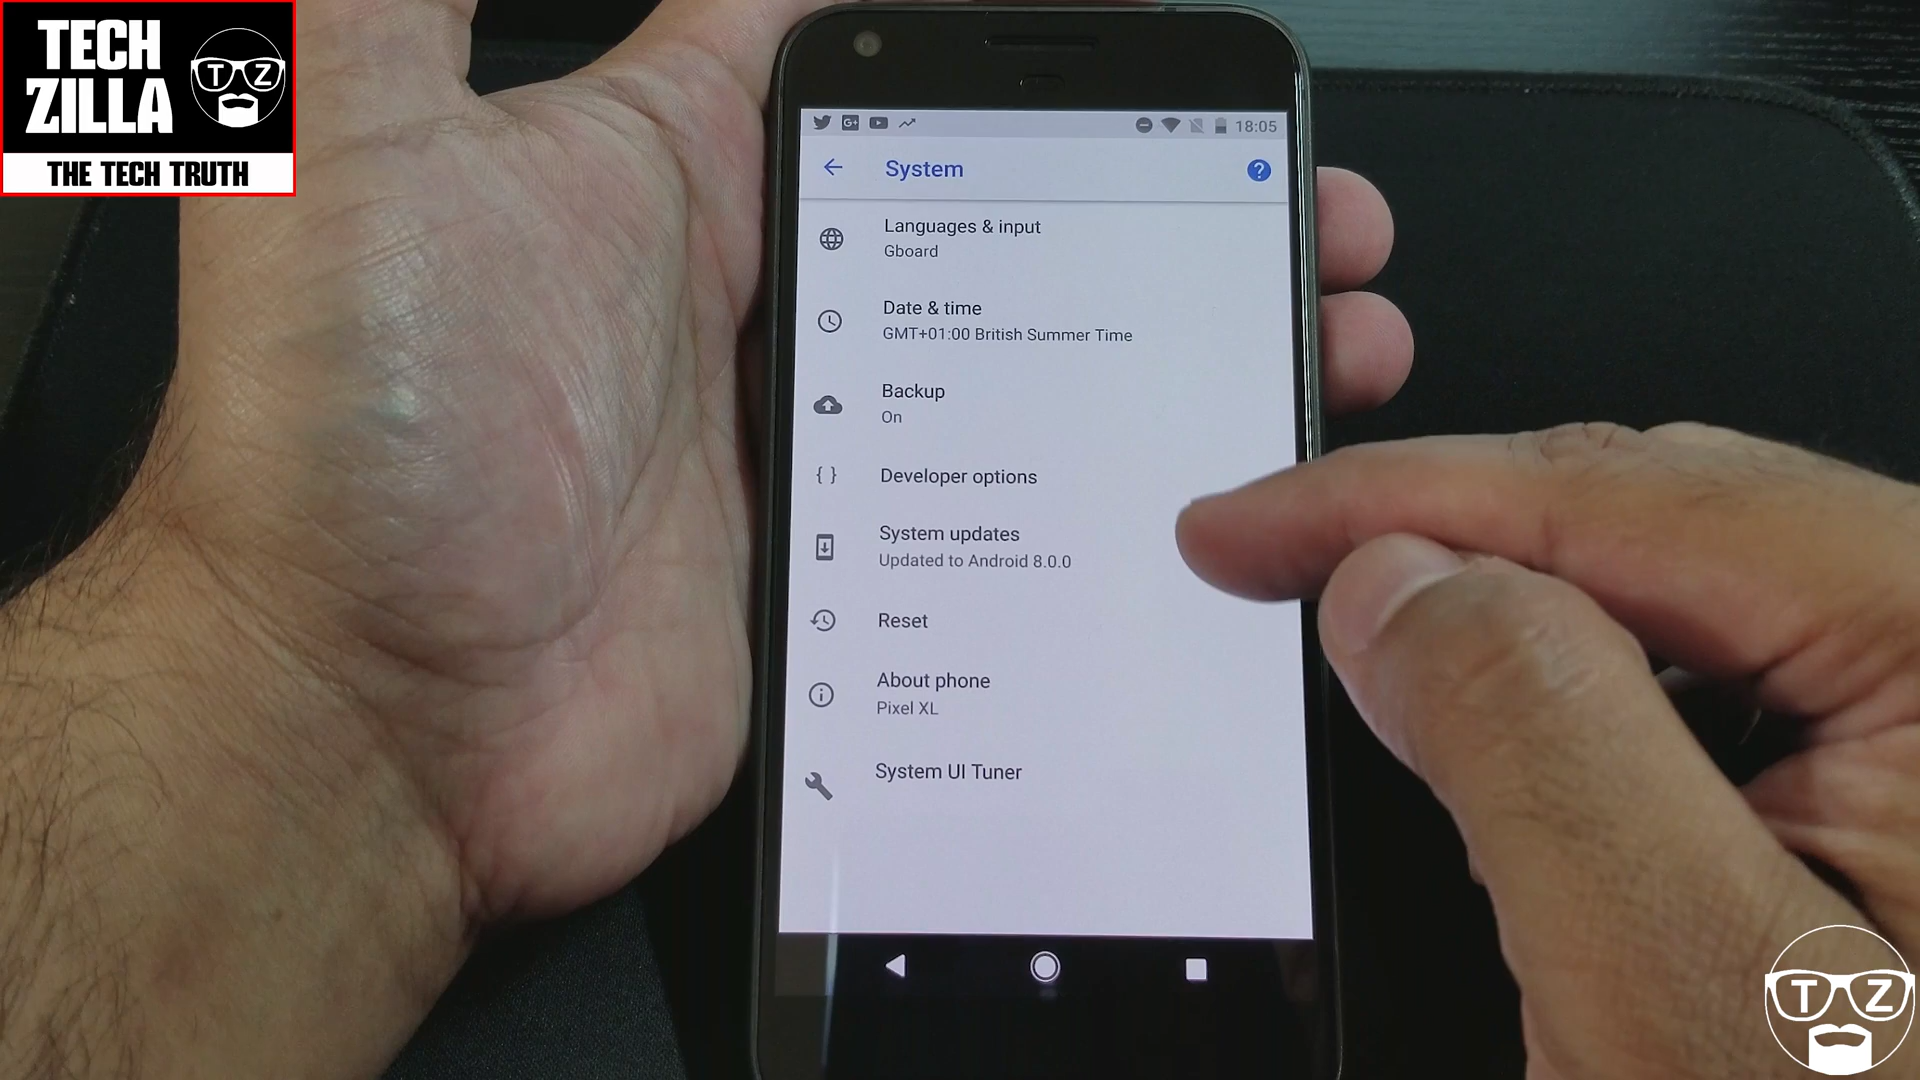 TECH
ZILLA
TZ
THE TECH TRUTH
G+
18:05
System
?
Languages & input
Gboard
Date & time
GMT+01:00 British Summer Time
Backup
On
{ }
Developer options
System updates
Updated to Android 8.0.0
Reset
About phone
Pixel XL
System UI Tuner
TZ